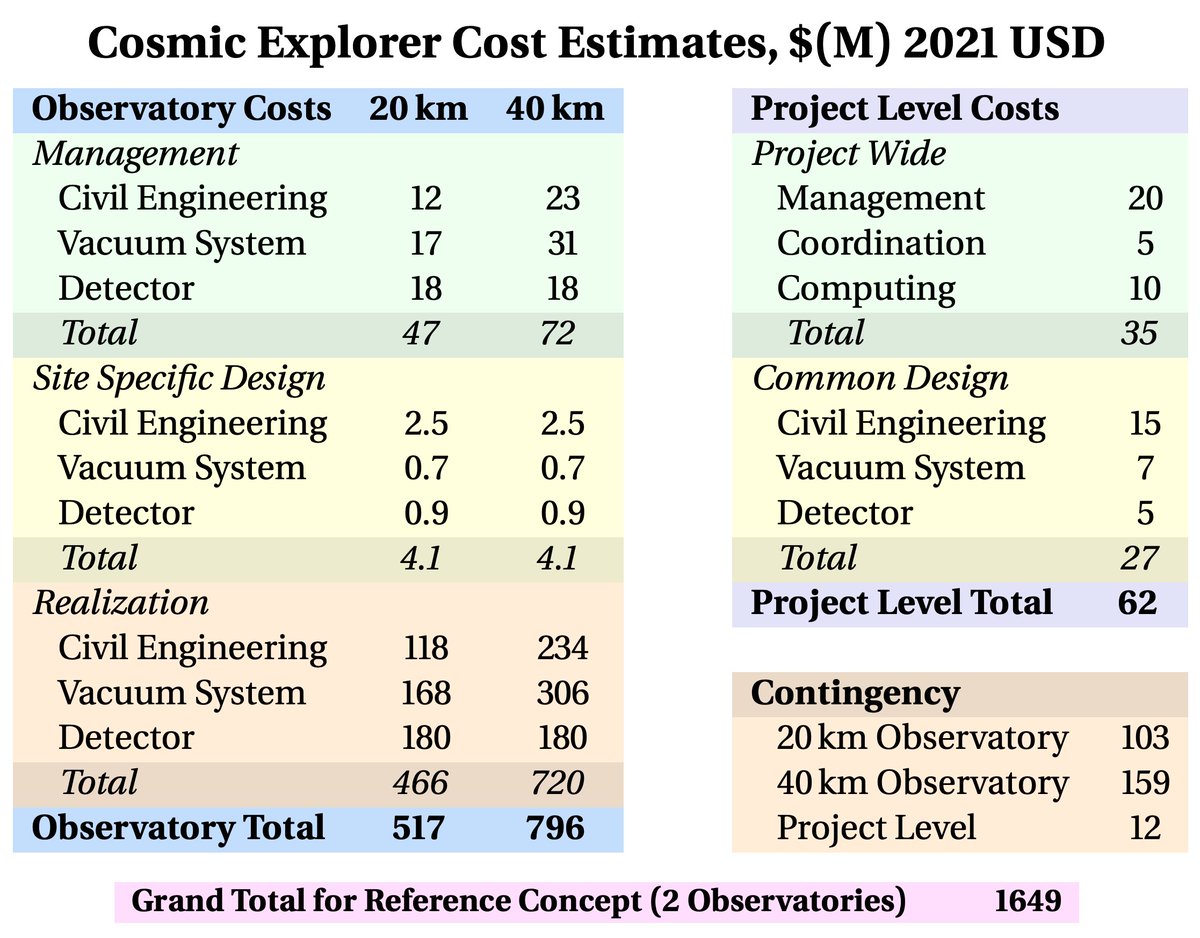 Cosmic Explorer Cost Estimates, $(M) 2021 USD
Observatory Costs 20 km 40 km
Management
Civil Engineering 12 23
Vacuum System 17 31
Detector 18 18
Total 47 72
Site Specific Design
Civil Engineering 2.5 2.5
Vacuum System 0.7 0.7
Detector 0.9 0.9
Total 4.1 4.1
Realization
Civil Engineering 118 234
Vacuum System 168 306
Detector 180 180
Total 466 720
Observatory Total 517 796
Project Level Costs
Project Wide
Management 20
Coordination 5
Computing 10
Total 35
Common Design
Civil Engineering 15
Vacuum System 7
Detector 5
Total 27
Project Level Total 62
Contingency
20 km Observatory 103
40 km Observatory 159
Project Level 12
Grand Total for Reference Concept (2 Observatories) 1649